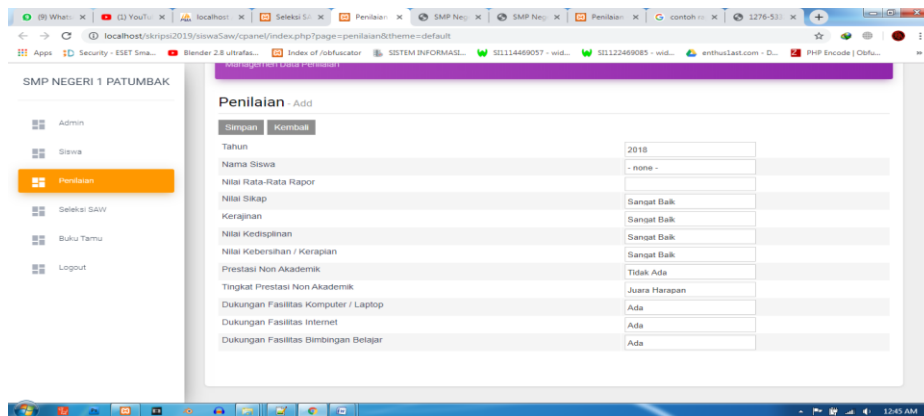 (9) Whats
(1) YouTu
localhost
Seleksi SA
Penilaian
SMP Neg
SMP Neg
Penilaian
contoh
1276-53
localhost/skripsi2019/siswaSaw/cpanel/index.php?page=penilaian&theme=default
Apps
Security - ESET Sma...
Blender 2.8 ultrafas...
Index of /obfuscator
SISTEM INFORMASI...
SI1114469057 - wid...
SI1122469085 - wid...
enthus1ast.com - D...
PHP Encode | Obfu...
Managemen Data Penilaian
SMP NEGERI 1 PATUMBAK
Admin
Siswa
Penilaian
Seleksi SAW
Buku Tamu
Logout
Penilaian - Add
Simpan Kembali
Tahun 2018
Nama Siswa - none -
Nilai Rata-Rata Rapor
Nilai Sikap Sangat Baik
Kerajinan Sangat Baik
Nilai Kedisplinan Sangat Baik
Nilai Kebersihan / Kerapian Sangat Baik
Prestasi Non Akademik Tidak Ada
Tingkat Prestasi Non Akademik Juara Harapan
Dukungan Fasilitas Komputer / Laptop Ada
Dukungan Fasilitas Internet Ada
Dukungan Fasilitas Bimbingan Belajar Ada
12:45 AM